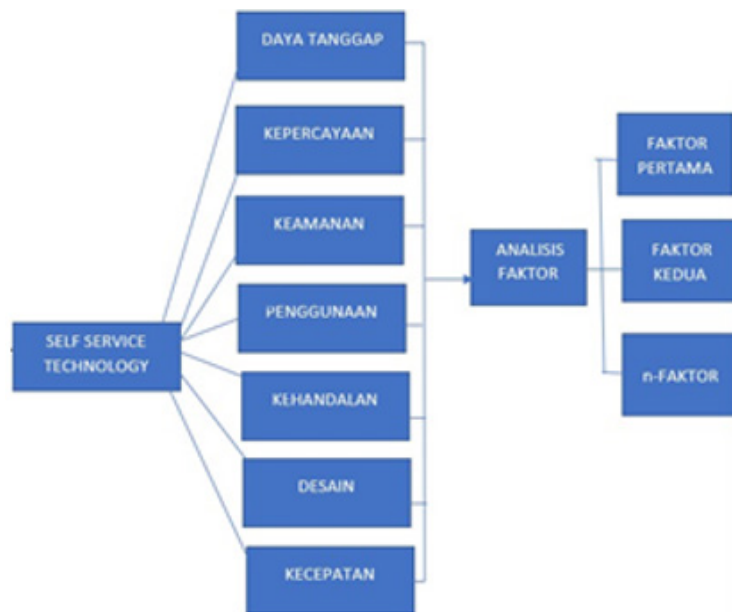 DAYA TANGGAP
KEPERCAYAAN
KEAMANAN
PENGGUNAAN
KEHANDALAN
DESAIN
KECEPATAN
SELF SERVICE
TECHNOLOGY
ANALISIS
FAKTOR
FAKTOR
PERTAMA
FAKTOR
KEDUA
n-FAKTOR